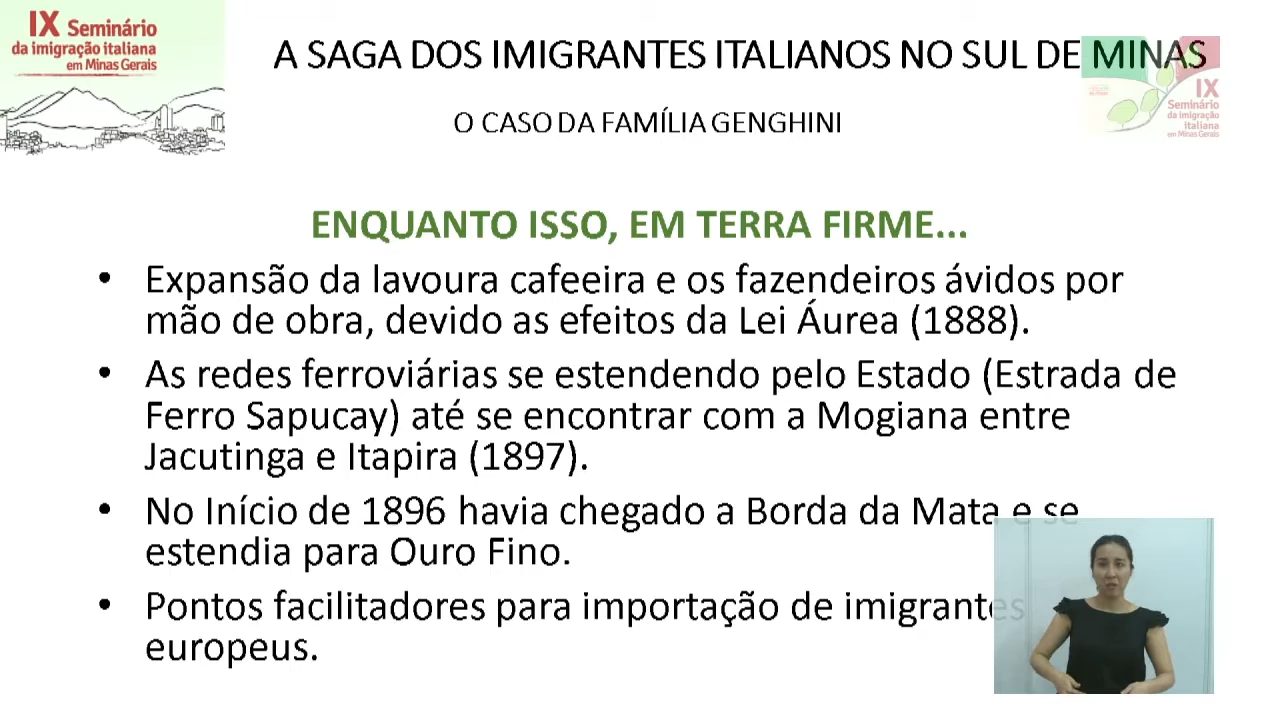 IX Seminário
da imigração italiana
em Minas Gerais
A SAGA DOS IMIGRANTES ITALIANOS NO SUL DE MINAS
O CASO DA FAMÍLIA GENGHINI
IX
Seminário
da imigração
italiana
em Minas Gerais
ENQUANTO ISSO, EM TERRA FIRME...
• Expansão da lavoura cafeeira e os fazendeiros ávidos por
mão de obra, devido as efeitos da Lei Áurea (1888).
• As redes ferroviárias se estendendo pelo Estado (Estrada de
Ferro Sapucay) até se encontrar com a Mogiana entre
Jacutinga e Itapira (1897).
• No Início de 1896 havia chegado a Borda da Mata e se
estendia para Ouro Fino.
• Pontos facilitadores para importação de imigrantes
europeus.